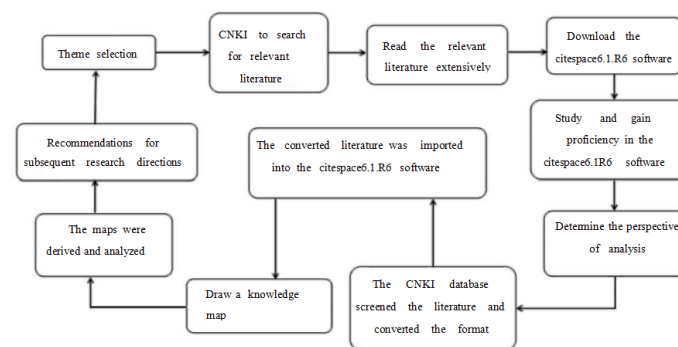 Theme selection
CNKI to search
for relevant
literature
Read the relevant
literature extensively
Download the
citespace6.1.R6 software
Study and gain
proficiency in the
citespace6.1R6 software
Determine the perspective
of analysis
The CNKI database
screened the literature and
converted the format
The converted literature was imported
into the citespace6.1.R6 software
Draw a knowledge
map
The maps were
derived and analyzed
Recommendations for
subsequent research directions